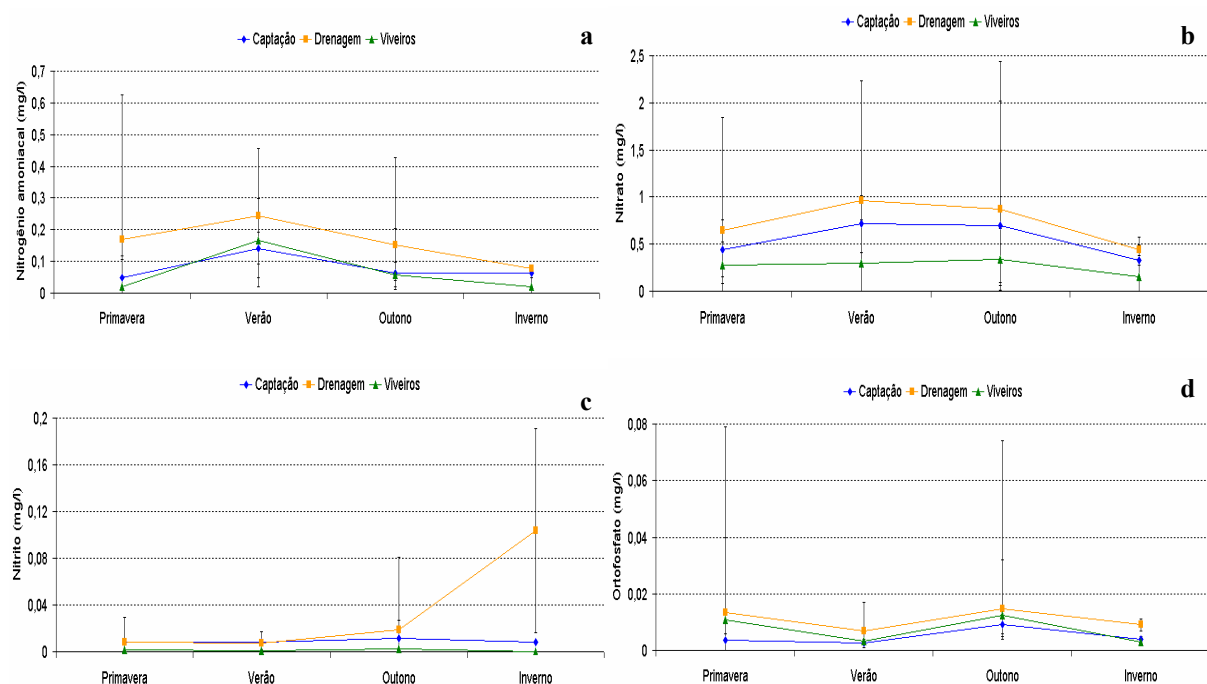 Captação Drenagem Viveiros
a
Nitrogênio amoniacal (mg/l)
0,7
0,6
0,5
0,4
0,3
0,2
0,1
0
Primavera Verão Outono Inverno
Captação Drenagem Viveiros
b
Nitrato (mg/l)
2,5
2
1,5
1
0,5
0
Primavera Verão Outono Inverno
Captação Drenagem Viveiros
c
Nitrito (mg/l)
0,2
0,16
0,12
0,08
0,04
0
Primavera Verão Outono Inverno
Captação Drenagem Viveiros
d
Ortofosfato (mg/l)
0,08
0,06
0,04
0,02
0
Primavera Verão Outono Inverno